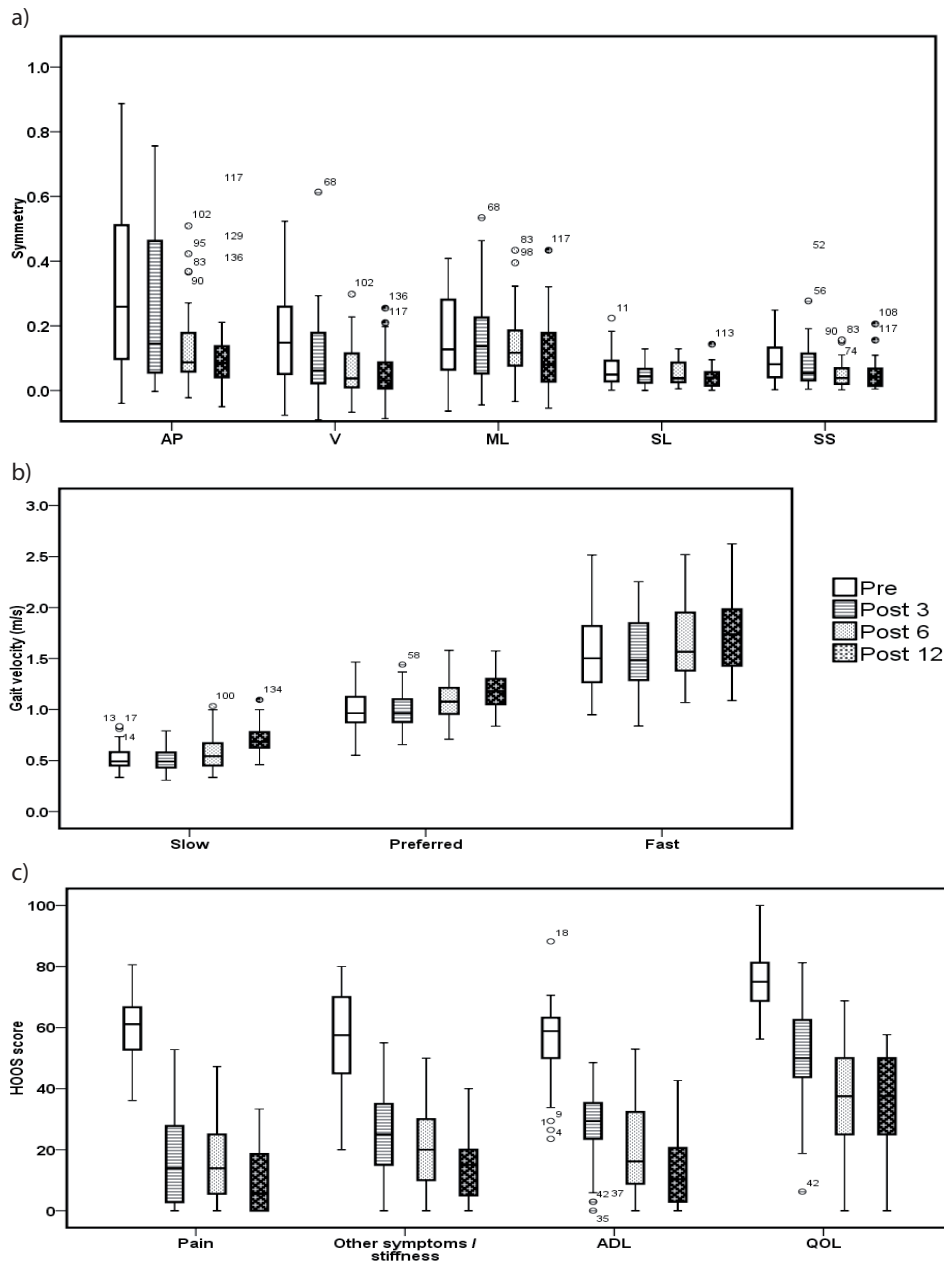 a)
1.0
0.8
0.6
0.4
0.2
0.0
Symmetry
117
102
95
83
90
129
136
68
102
136
117
68
83
98
117
11
113
52
56
90
83
74
108
117
AP
V
ML
SL
SS
b)
3.0
2.5
2.0
1.5
1.0
0.5
0.0
Gait velocity (m/s)
13
17
14
100
134
58
Slow
Preferred
Fast
Pre
Post 3
Post 6
Post 12
c)
100
80
60
40
20
0
HOOS score
18
1
9
4
42 37
35
42
Pain
Other symptoms /
stiffness
ADL
QOL